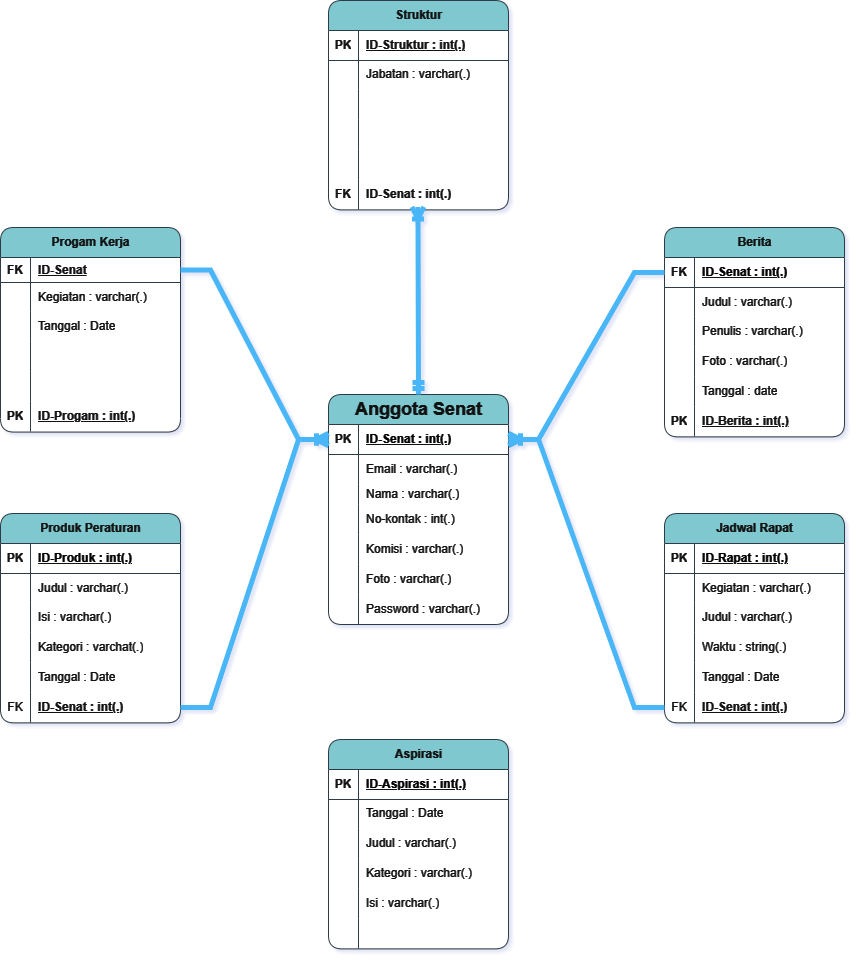 Struktur
PK ID-Struktur : int(.)
Jabatan : varchar(.)
FK ID-Senat : int(.)
Progam Kerja
FK ID-Senat
Kegiatan : varchar(.)
Tanggal : Date
PK ID-Progam : int(.)
Berita
FK ID-Senat : int(.)
Judul : varchar(.)
Penulis : varchar(.)
Foto : varchar(.)
Tanggal : date
PK ID-Berita : int(.)
Anggota Senat
PK ID-Senat : int(.)
Email : varchar(.)
Nama : varchar(.)
No-kontak : int(.)
Komisi : varchar(.)
Foto : varchar(.)
Password : varchar(.)
Produk Peraturan
PK ID-Produk : int(.)
Judul : varchar(.)
Isi : varchar(.)
Kategori : varchat(.)
Tanggal : Date
FK ID-Senat : int(.)
Jadwal Rapat
PK ID-Rapat : int(.)
Kegiatan : varchar(.)
Judul : varchar(.)
Waktu : string(.)
Tanggal : Date
FK ID-Senat : int(.)
Aspirasi
PK ID-Aspirasi : int(.)
Tanggal : Date
Judul : varchar(.)
Kategori : varchar(.)
Isi : varchar(.)